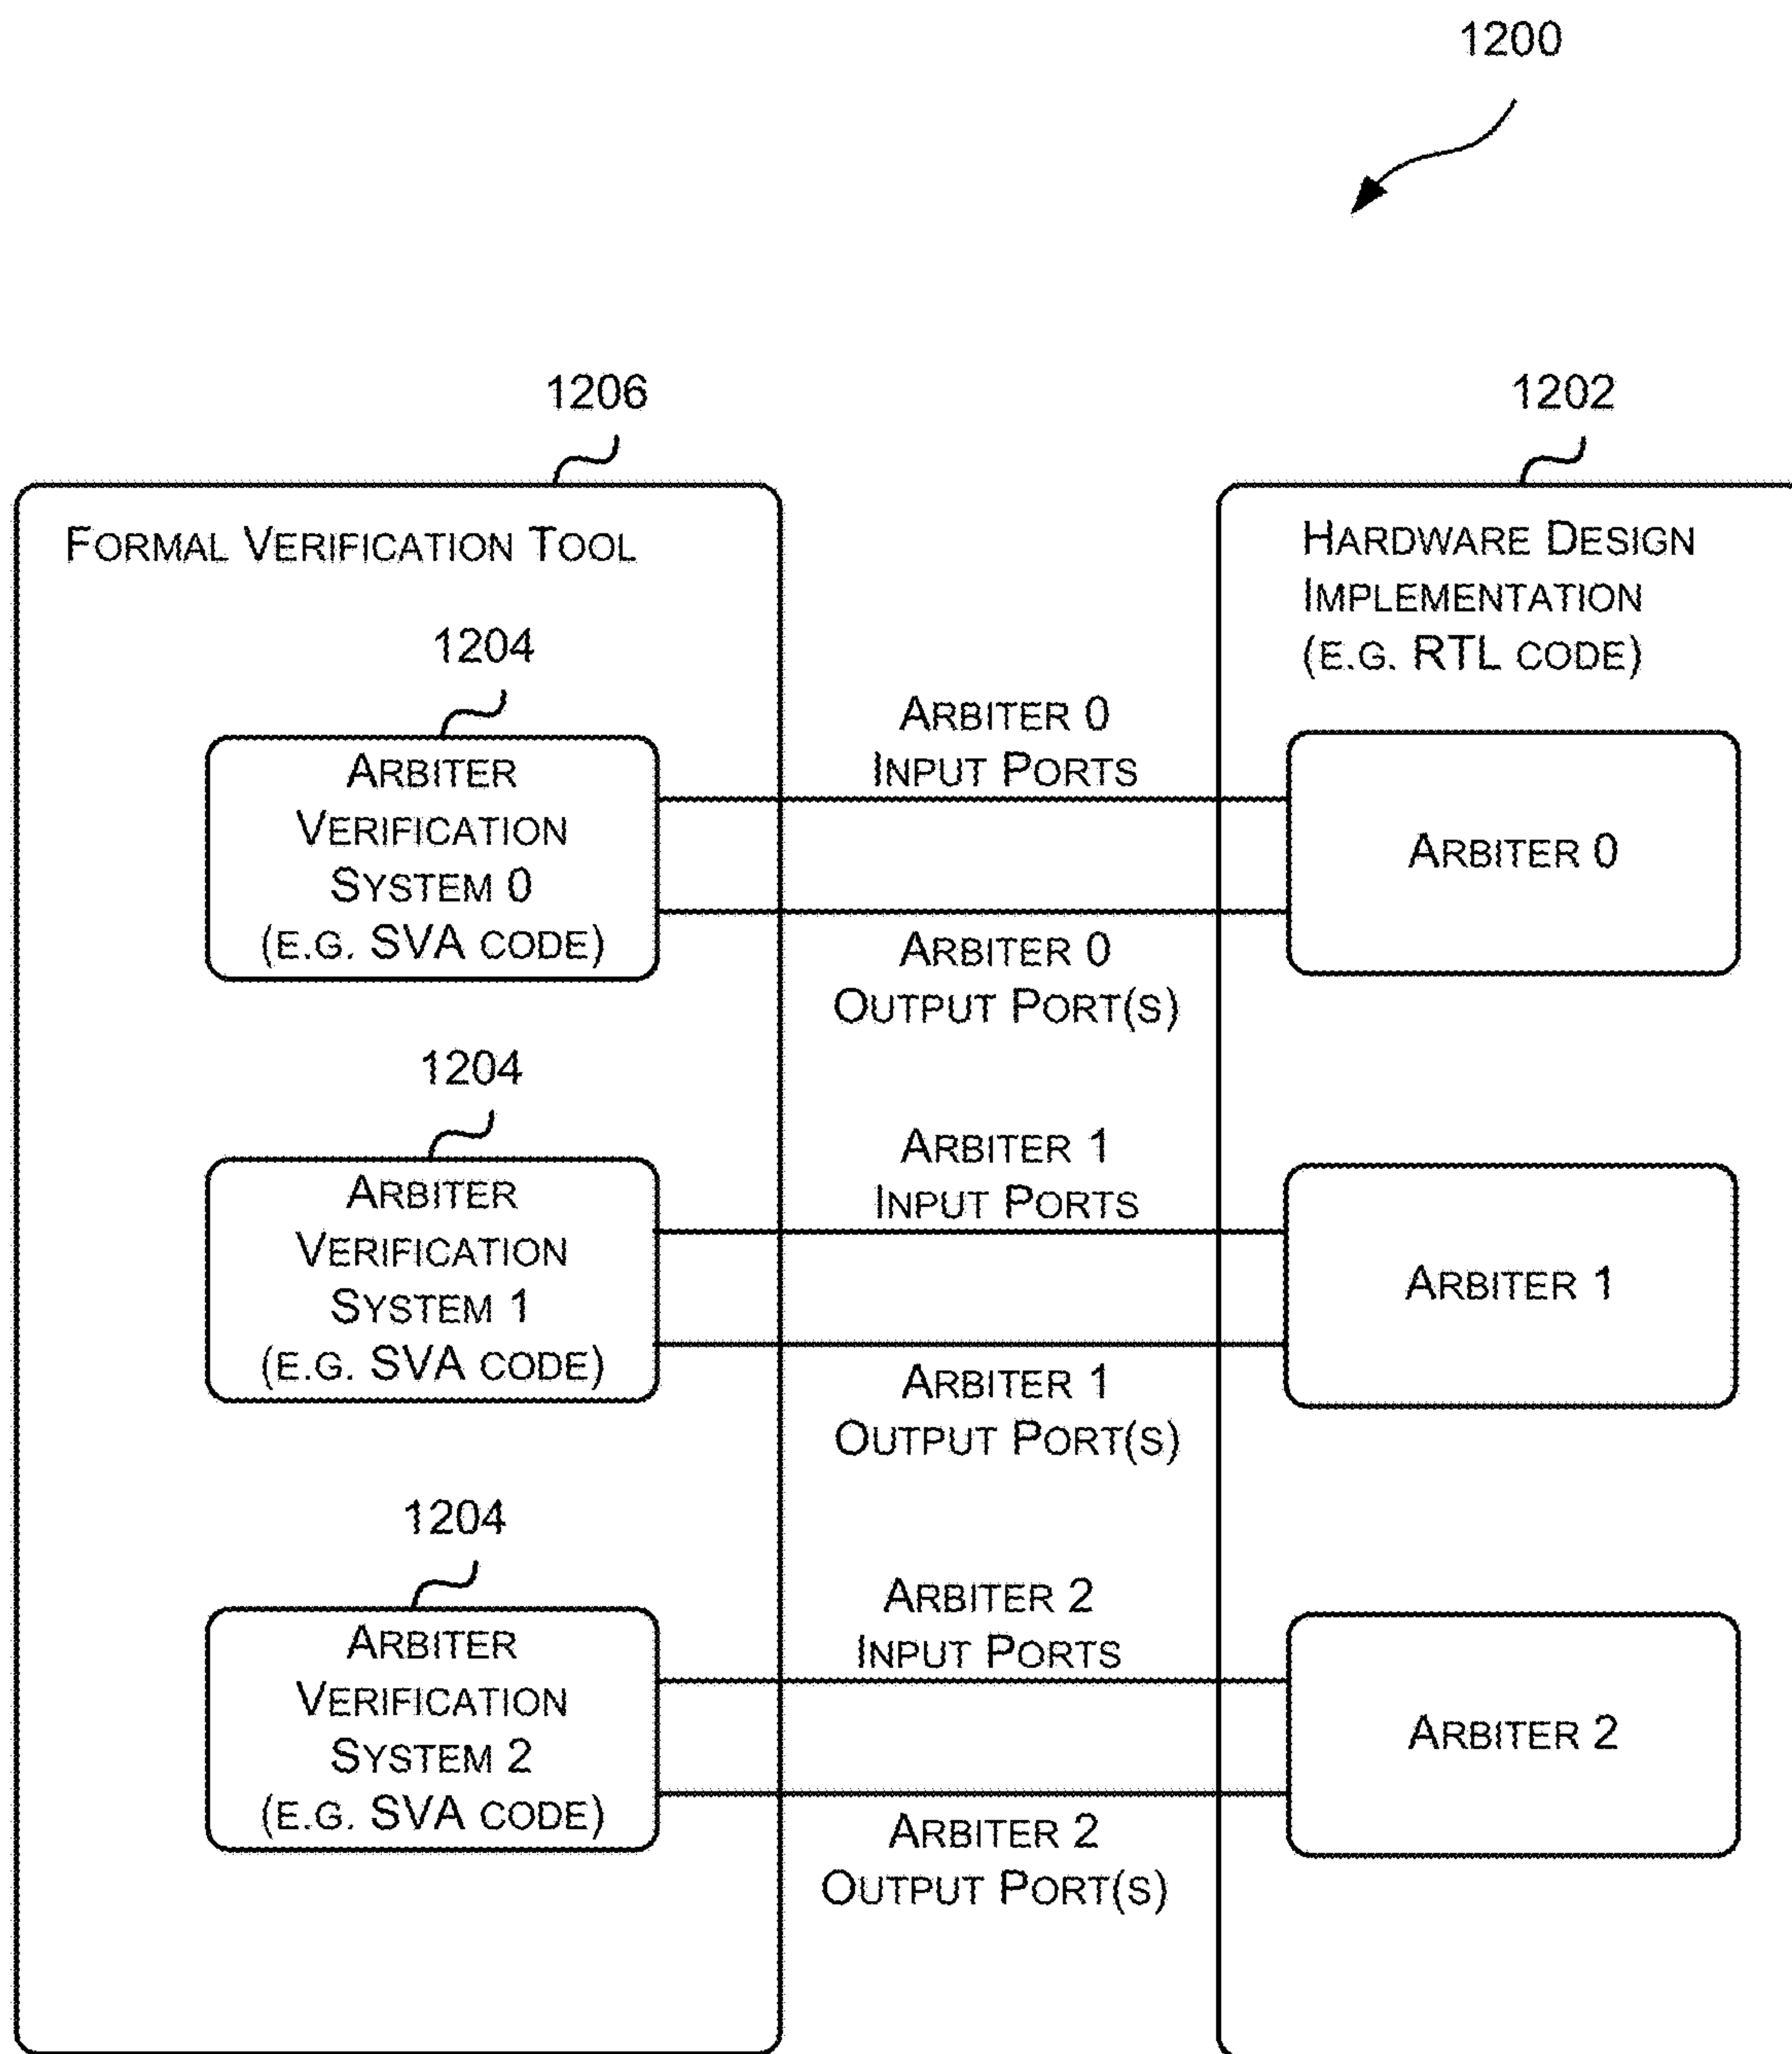 1200
1206
1202
FORMAL VERIFICATION TOOL
HARDWARE DESIGN
IMPLEMENTATION
(E.G. RTL CODE)
1204
ARBITER
VERIFICATION
SYSTEM 0
(E.G. SVA CODE)
ARBITER 0
INPUT PORTS
ARBITER 0
OUTPUT PORT(S)
ARBITER 0
1204
ARBITER
VERIFICATION
SYSTEM 1
(E.G. SVA CODE)
ARBITER 1
INPUT PORTS
ARBITER 1
OUTPUT PORT(S)
ARBITER 1
1204
ARBITER
VERIFICATION
SYSTEM 2
(E.G. SVA CODE)
ARBITER 2
INPUT PORTS
ARBITER 2
OUTPUT PORT(S)
ARBITER 2